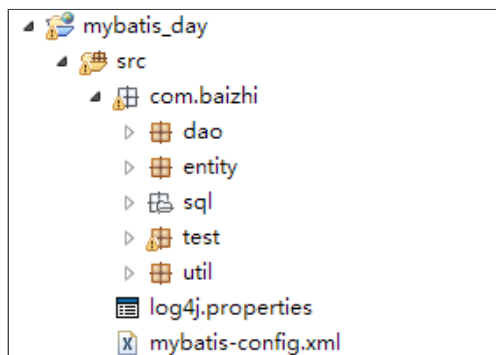 mybatis_day
src
com.baizhi
dao
entity
sql
test
util
log4j.properties
mybatis-config.xml